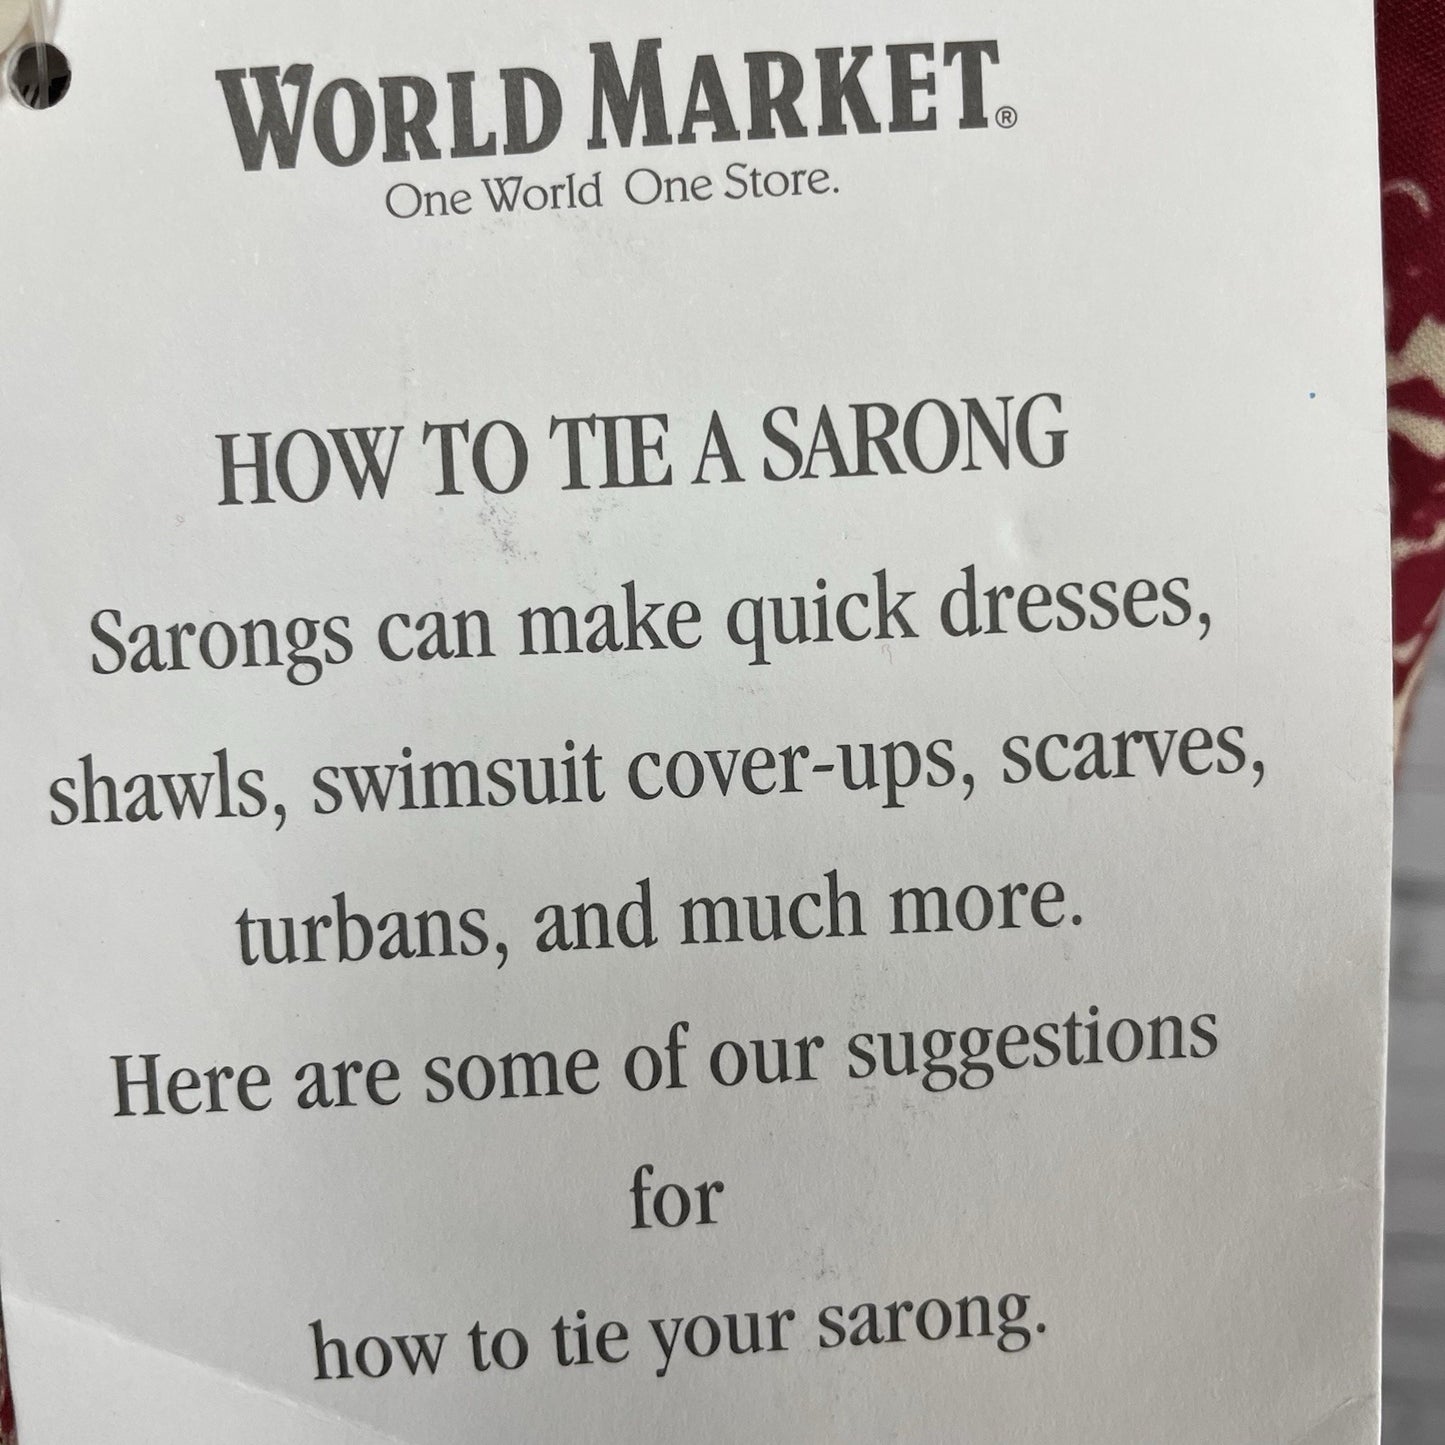 WORLD MARKET®
One World One Store.
HOW TO TIE A SARONG
Sarongs can make quick dresses,
shawls, swimsuit cover-ups, scarves,
turbans, and much more.
Here are some of our suggestions
for
how to tie your sarong.